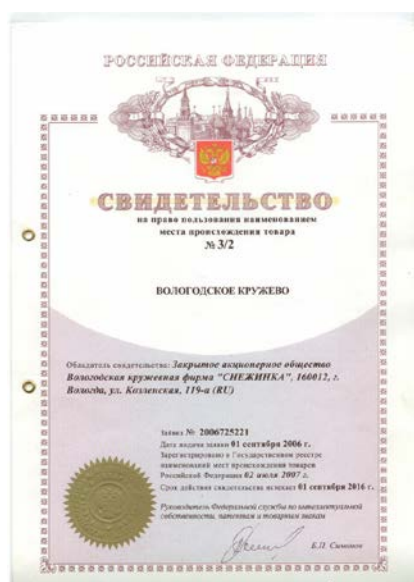 РОССИЙСКАЯ ФЕДЕРАЦИЯ
СВИДЕТЕЛЬСТВО
на право пользования наименованием
места происхождения товара
№ 3/2
ВОЛОГОДСКОЕ КРУЖЕВО
Обладатель свидетельства: Закрытое акционерное общество
Вологодская кружевная фирма "СНЕЖИНКА", 160012, г.
Вологда, ул. Козленская, 119-а (RU)
Заявка № 2006725221
Дата подачи заявки 01 сентября 2006 г.
Зарегистрировано в Государственном реестре
наименований мест происхождения товаров
Российской Федерации 02 июля 2007 г.
Срок действия свидетельства истекает 01 сентября 2016 г.
Руководитель Федеральной службы по интеллектуальной
собственности, патентам и товарным знакам
Б.П. Симонов